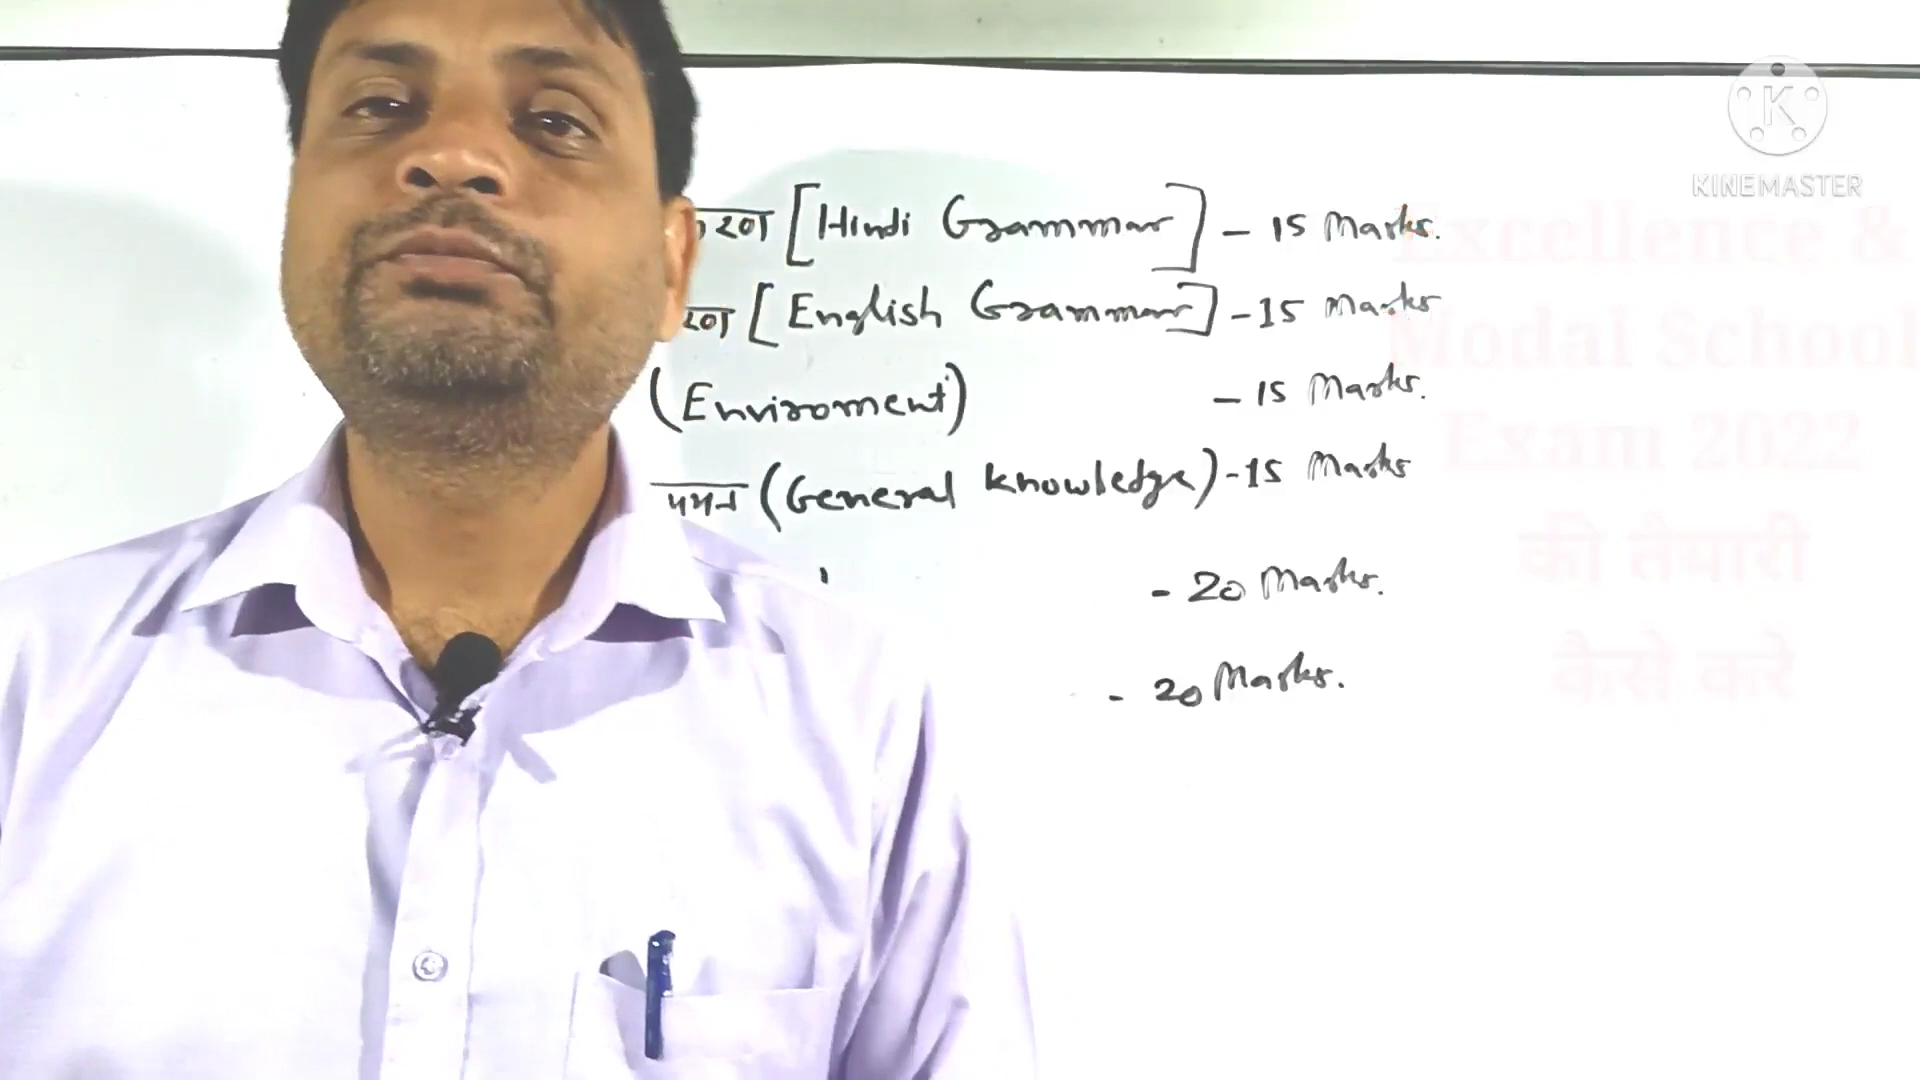 [Hindi Grammar] - 15 Marks.
[English Grammar] - 15 Marks
(Enviroment) - 15 Marks.
(General knowledge) - 15 Marks
- 20 Marks.
- 20 Marks.
KINEMASTER
Excellence &
Modal School
Exam 2022
की तैयारी
कैसे करे